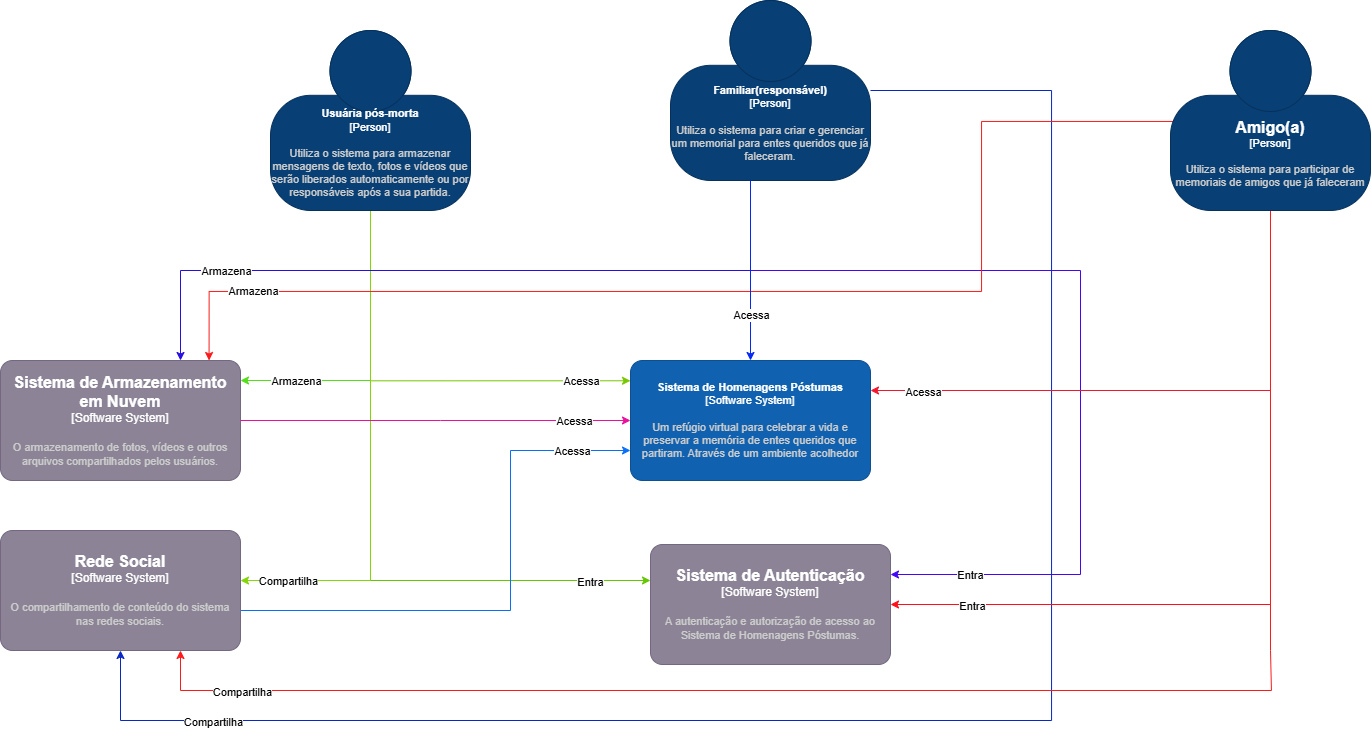 Usuária pós-morta
[Person]
Utiliza o sistema para armazenar
mensagens de texto, fotos e vídeos que
serão liberados automaticamente ou por
responsáveis após a sua partida.
Familiar(responsável)
[Person]
Utiliza o sistema para criar e gerenciar
um memorial para entes queridos que já
faleceram.
Amigo(a)
[Person]
Utiliza o sistema para participar de
memoriais de amigos que já faleceram
Armazena
Armazena
Acessa
Sistema de Armazenamento
em Nuvem
[Software System]
O armazenamento de fotos, vídeos e outros
arquivos compartilhados pelos usuários.
Armazena
Acessa
Acessa
Acessa
Sistema de Homenagens Póstumas
[Software System]
Um refúgio virtual para celebrar a vida e
preservar a memória de entes queridos que
partiram. Através de um ambiente acolhedor
Acessa
Rede Social
[Software System]
O compartilhamento de conteúdo do sistema
nas redes sociais.
Compartilha
Entra
Sistema de Autenticação
[Software System]
A autenticação e autorização de acesso ao
Sistema de Homenagens Póstumas.
Entra
Entra
Compartilha
Compartilha